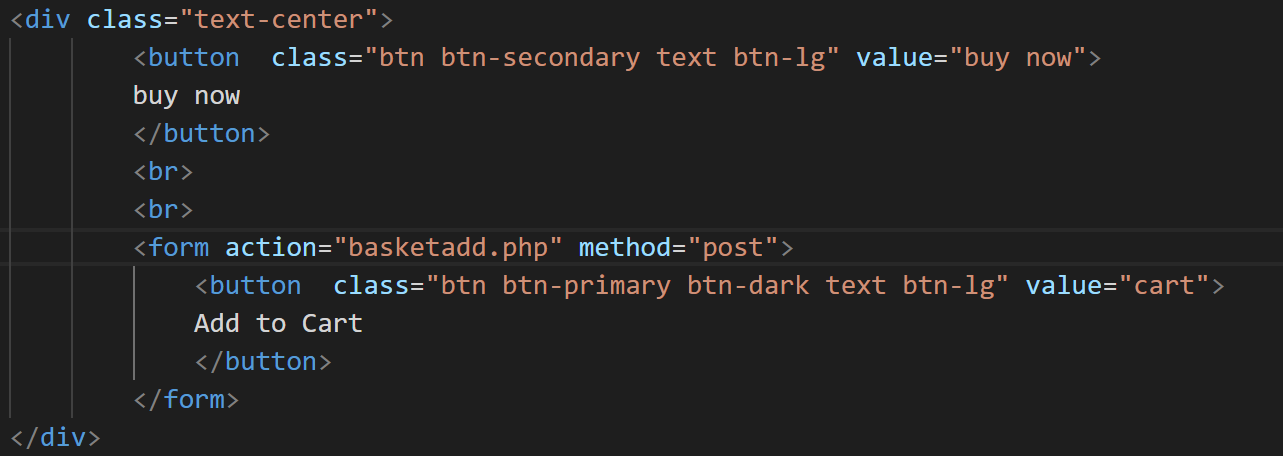 <div class="text-center">
<button  class="btn btn-secondary text btn-lg" value="buy now">
buy now
</button>
<br>
<br>
<form action="basketadd.php" method="post">
<button  class="btn btn-primary btn-dark text btn-lg" value="cart">
Add to Cart
</button>
</form>
</div>